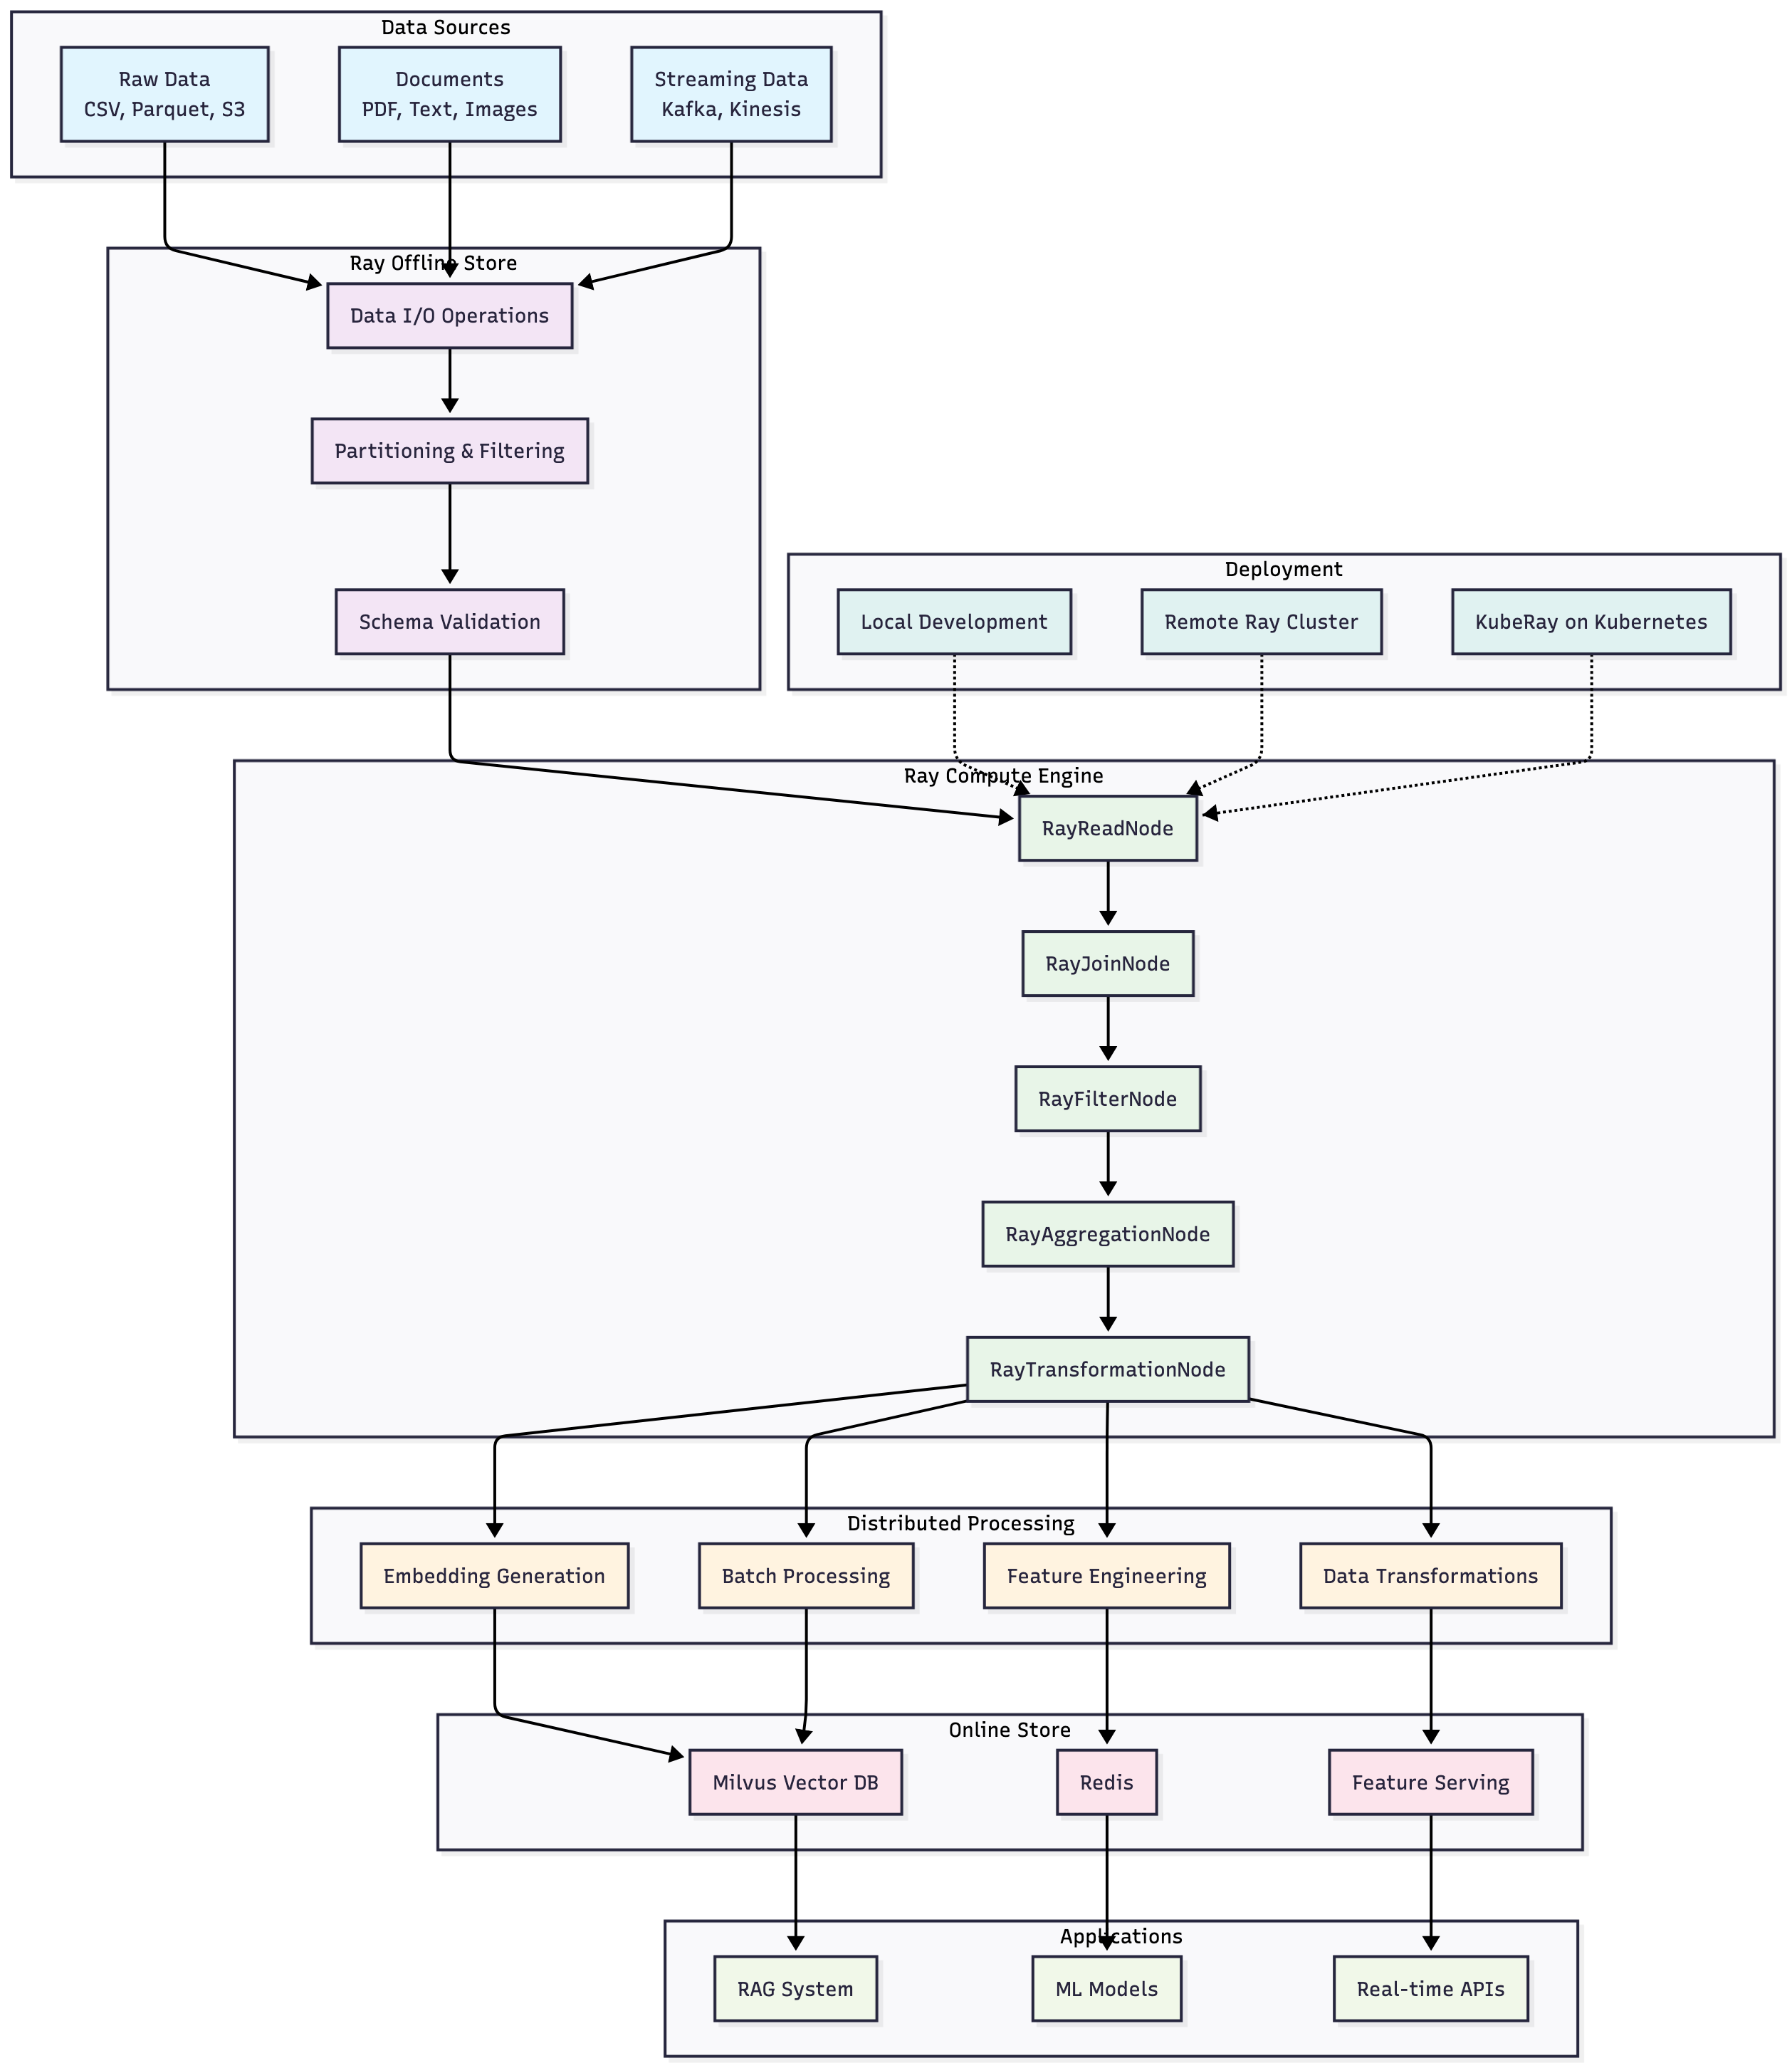 Data Sources
Raw Data
CSV, Parquet, S3
Documents
PDF, Text, Images
Streaming Data
Kafka, Kinesis
Ray Offline Store
Data I/O Operations
Partitioning & Filtering
Schema Validation
Deployment
Local Development
Remote Ray Cluster
KubeRay on Kubernetes
Ray Compute Engine
RayReadNode
RayJoinNode
RayFilterNode
RayAggregationNode
RayTransformationNode
Distributed Processing
Embedding Generation
Batch Processing
Feature Engineering
Data Transformations
Online Store
Milvus Vector DB
Redis
Feature Serving
Applications
RAG System
ML Models
Real-time APIs